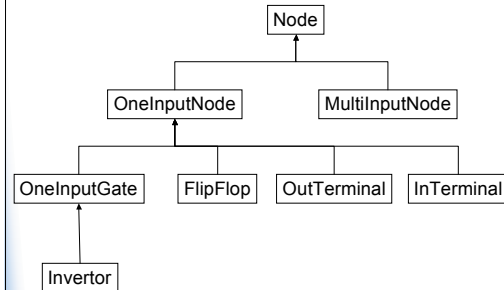 Node
OneInputNode MultiInputNode
OneInputGate FlipFlop OutTerminal InTerminal
Invertor